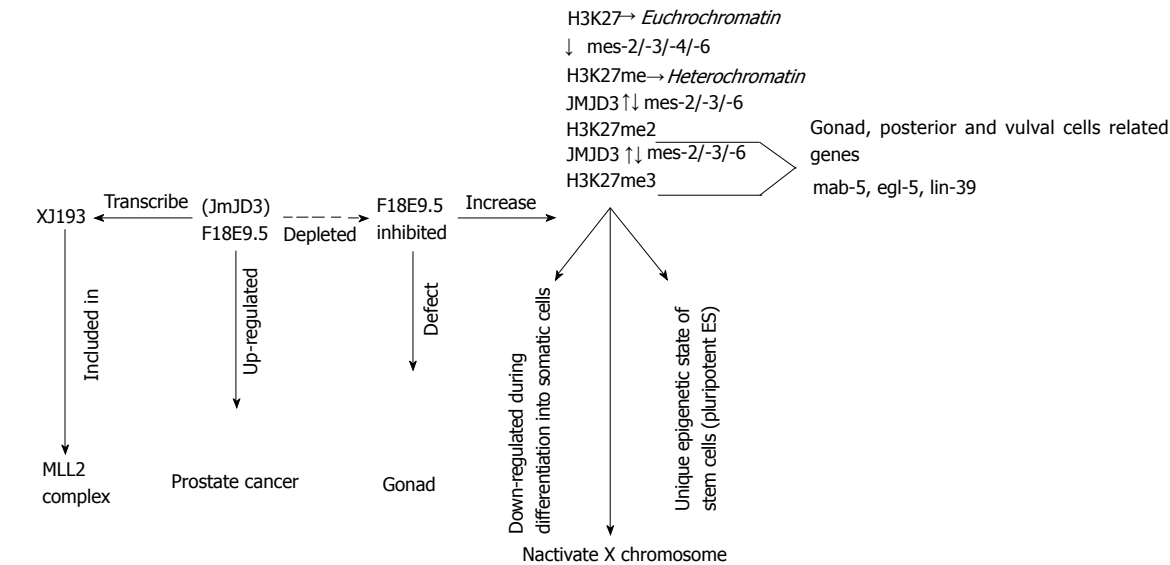 H3K27→ Euchrochromatin
↓ mes-2/-3/-4/-6
H3K27me→Heterochromatin
JMJD3↑↓mes-2/-3/-6
H3K27me2
JMJD3 ↑↓mes-2/-3/-6
H3K27me3
Gonad, posterior and vulval cells related
genes
mab-5, egl-5, lin-39
XJ193
Transcribe
(JmJD3)
F18E9.5
Depleted
F18E9.5
inhibited
Increase
Included in
Up-regulated
Defect
Down-regulated during
differentiation into somatic cells
Unique epigenetic state of
stem cells (pluripotent ES)
MLL2
complex
Prostate cancer
Gonad
Nactivate X chromosome